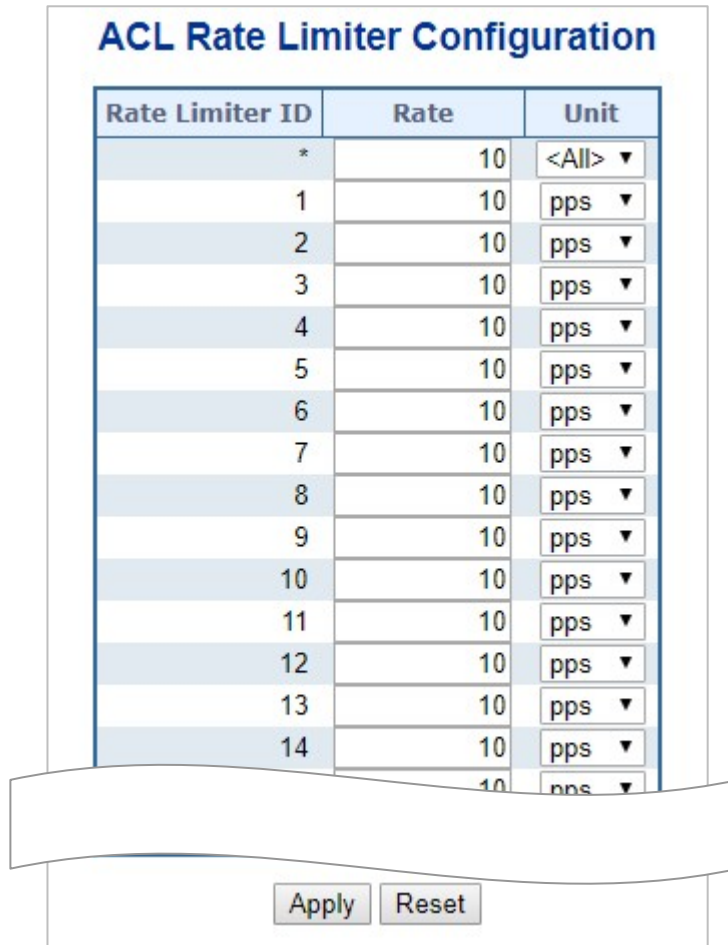 ACL Rate Limiter Configuration
Rate Limiter ID Rate Unit
* 10 <All>
1 10 pps
2 10 pps
3 10 pps
4 10 pps
5 10 pps
6 10 pps
7 10 pps
8 10 pps
9 10 pps
10 10 pps
11 10 pps
12 10 pps
13 10 pps
14 10 pps
10 pps
Apply Reset